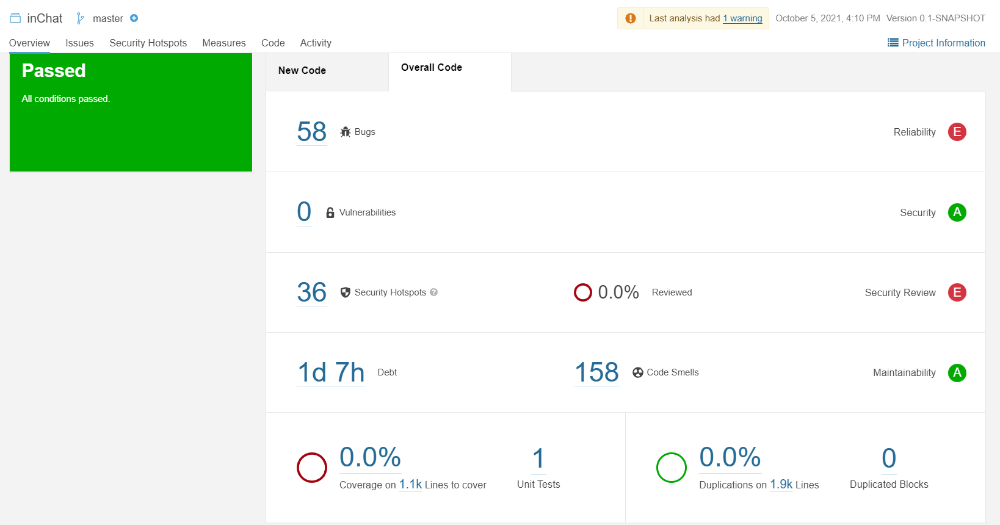 inChat master
Last analysis had 1 warning October 5, 2021, 4:10 PM Version 0.1-SNAPSHOT
Overview Issues Security Hotspots Measures Code Activity
Project Information
Passed
All conditions passed.
New Code Overall Code
58 Bugs Reliability E
0 Vulnerabilities Security A
36 Security Hotspots ? 0.0% Reviewed Security Review E
1d 7h Debt 158 Code Smells Maintainability A
0.0% 1 0.0% 0
Coverage on 1.1k Lines to cover Unit Tests Duplications on 1.9k Lines Duplicated Blocks